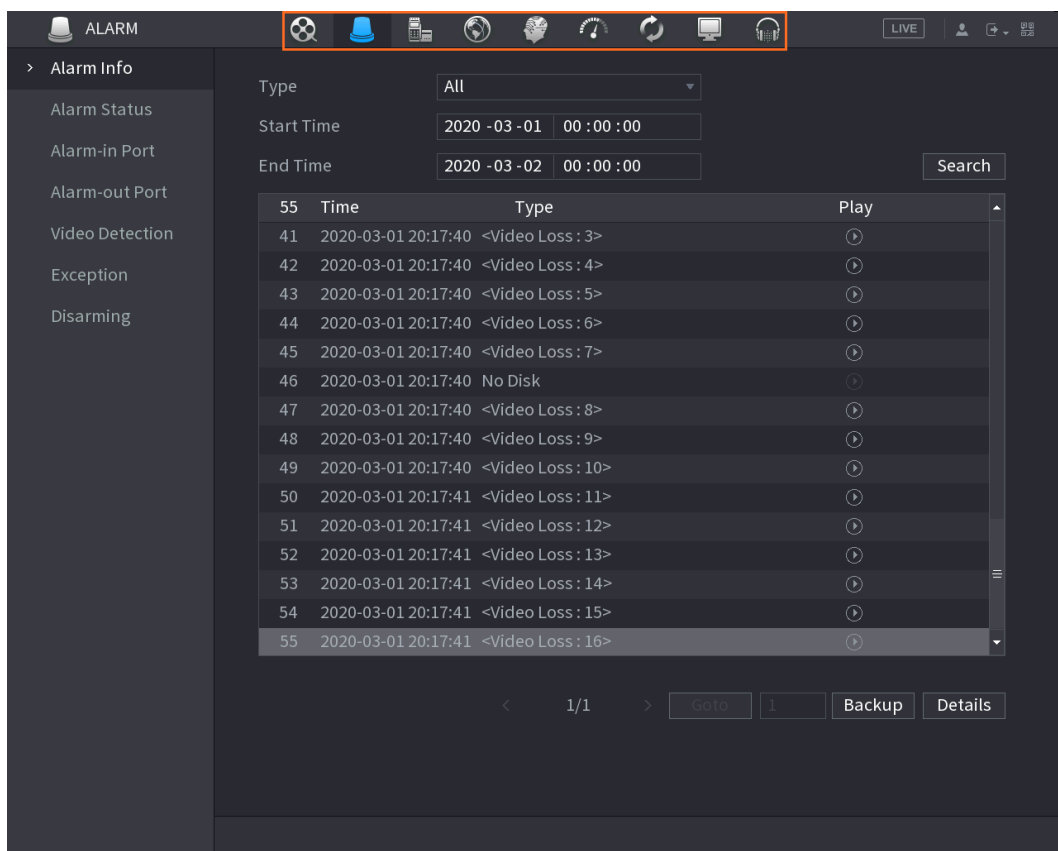 ALARM LIVE
> Alarm Info
Alarm Status
Alarm-in Port
Alarm-out Port
Video Detection
Exception
Disarming
Type All
Start Time 2020 -03 -01 00 :00 :00
End Time 2020 -03 -02 00 :00 :00
Search
55 Time Type Play
41 2020-03-01 20:17:40 <Video Loss : 3>
42 2020-03-01 20:17:40 <Video Loss : 4>
43 2020-03-01 20:17:40 <Video Loss : 5>
44 2020-03-01 20:17:40 <Video Loss : 6>
45 2020-03-01 20:17:40 <Video Loss : 7>
46 2020-03-01 20:17:40 No Disk
47 2020-03-01 20:17:40 <Video Loss : 8>
48 2020-03-01 20:17:40 <Video Loss : 9>
49 2020-03-01 20:17:40 <Video Loss : 10>
50 2020-03-01 20:17:41 <Video Loss : 11>
51 2020-03-01 20:17:41 <Video Loss : 12>
52 2020-03-01 20:17:41 <Video Loss : 13>
53 2020-03-01 20:17:41 <Video Loss : 14>
54 2020-03-01 20:17:41 <Video Loss : 15>
55 2020-03-01 20:17:41 <Video Loss : 16>
< 1/1 > Goto 1 Backup Details